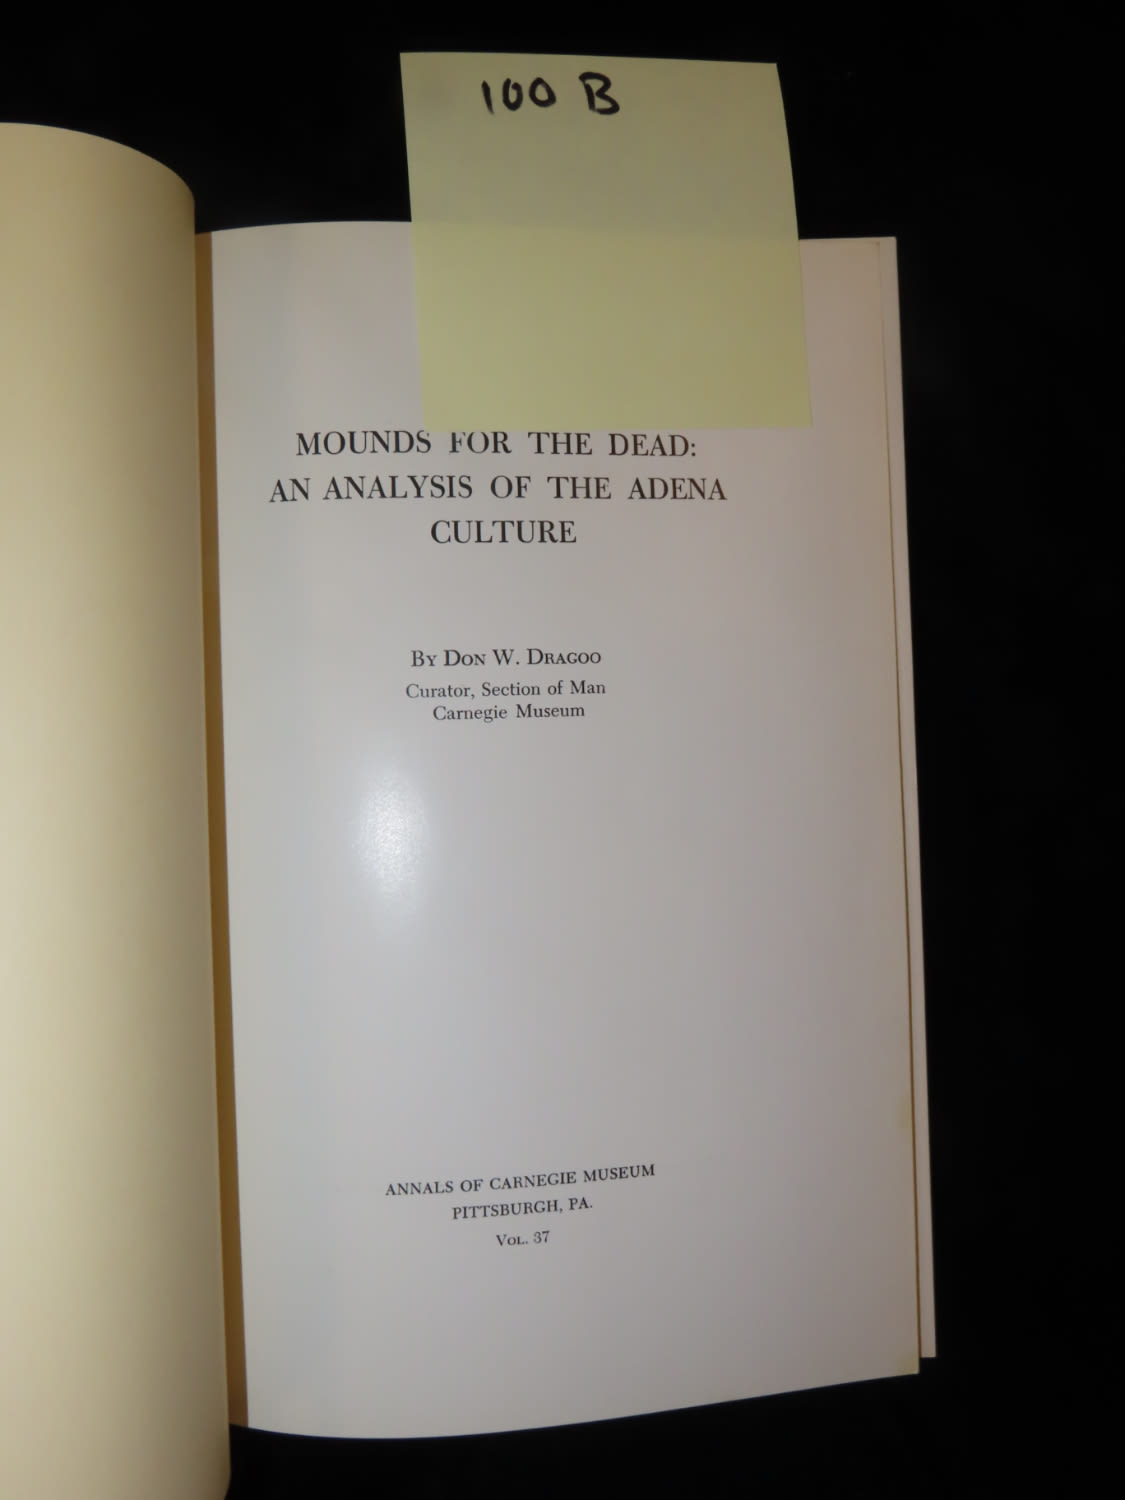 100 B
MOUNDS FOR THE DEAD:
AN ANALYSIS OF THE ADENA
CULTURE
By Don W. Dragoo
Curator, Section of Man
Carnegie Museum
ANNALS OF CARNEGIE MUSEUM
PITTSBURGH, PA.
Vol. 37